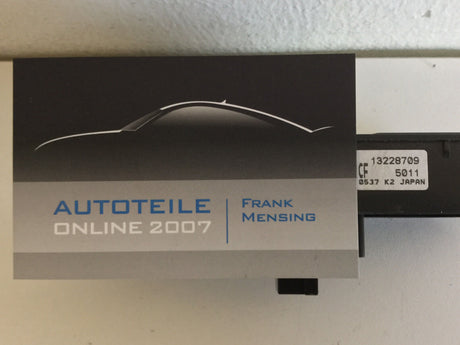 AUTOTEILE
ONLINE 2007
FRANK
MENSING
CF 13228709
5011
0537 K2 JAPAN